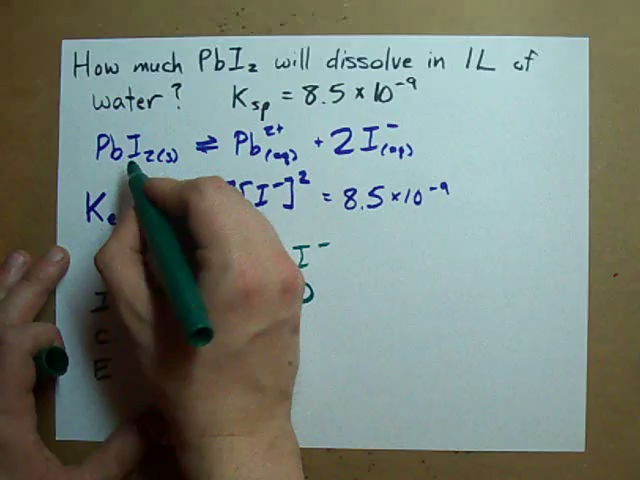 How much PbI₂ will dissolve in 1L of
water? Ksp = 8.5 × 10⁻⁹
PbI₂(s) ⇌ Pb²⁺(aq) + 2I⁻(aq)
K [I⁻]² = 8.5 × 10⁻⁹
I⁻
I 0
C
E